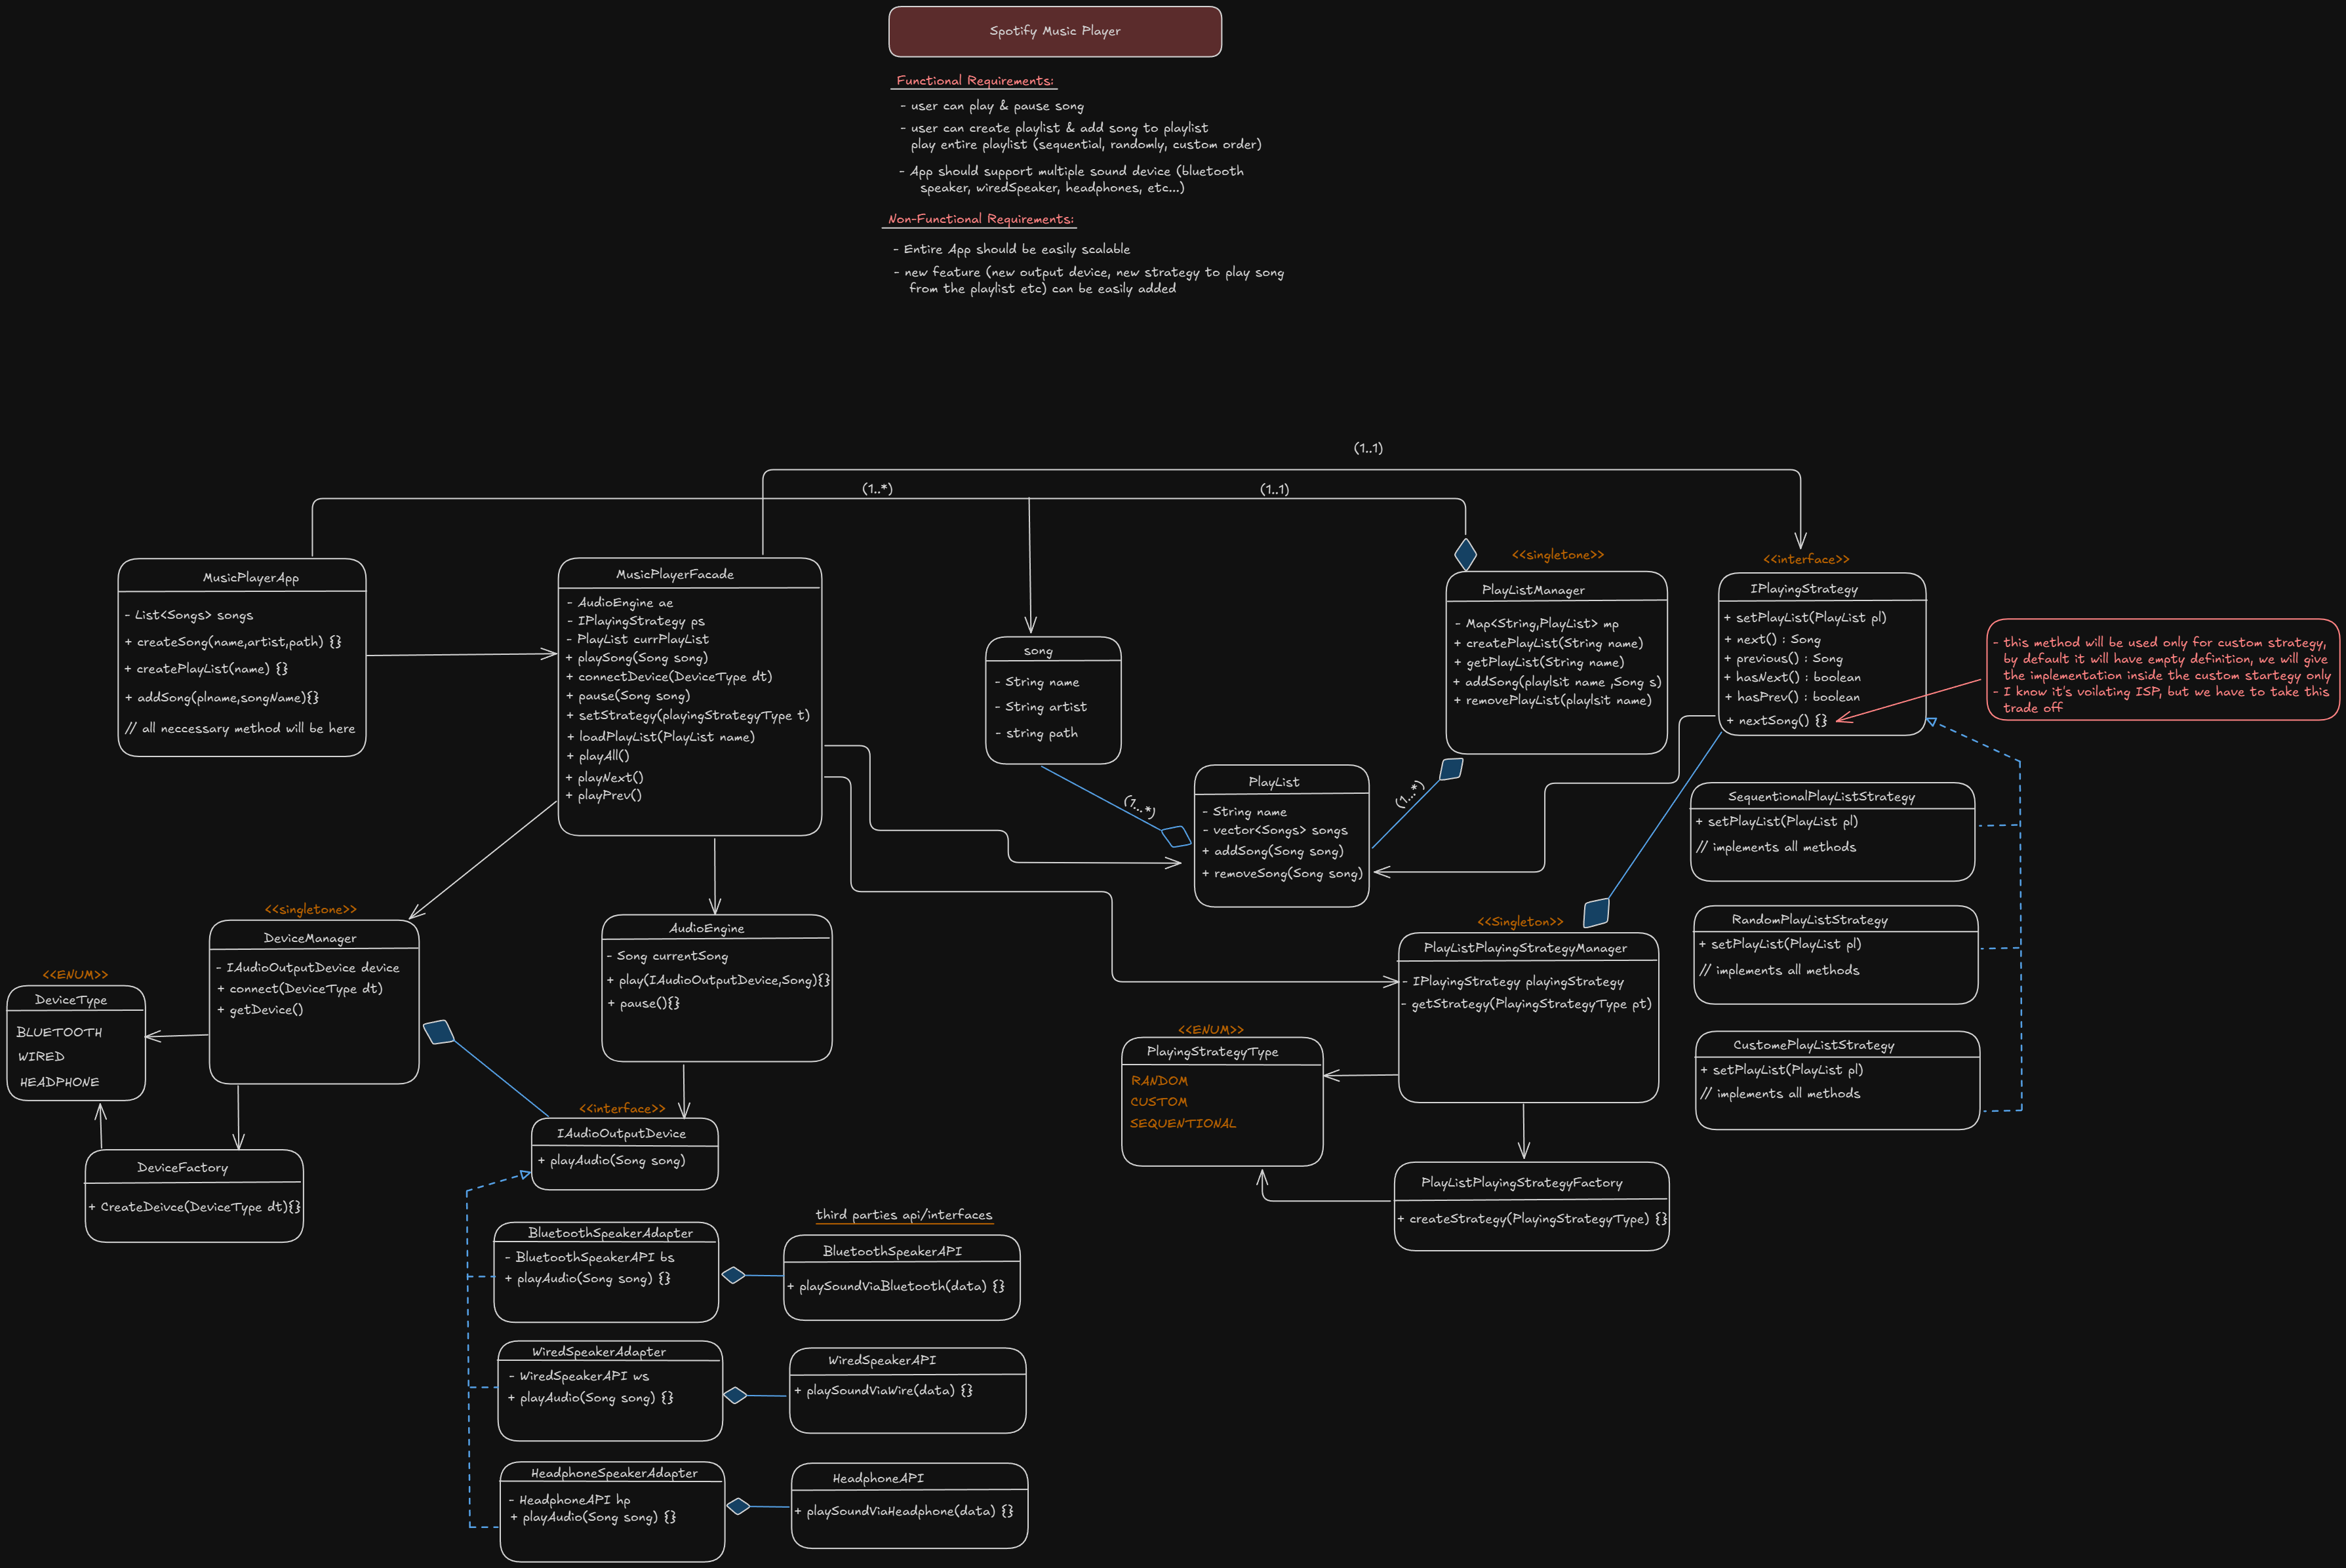 Spotify Music Player
Functional Requirements:
- user can play & pause song
- user can create playlist & add song to playlist
play entire playlist (sequential, randomly, custom order)
- App should support multiple sound device (bluetooth
speaker, wiredSpeaker, headphones, etc...)
Non-Functional Requirements:
- Entire App should be easily scalable
- new feature (new output device, new strategy to play song
from the playlist etc) can be easily added
(1..1)
(1..*)
(1..1)
MusicPlayerApp
- List<Songs> songs
+ createSong(name,artist,path) {}
+ createPlayList(name) {}
+ addSong(plname,songName){}
// all neccessary method will be here
MusicPlayerFacade
- AudioEngine ae
- IPlayingStrategy ps
- PlayList currPlayList
+ playSong(Song song)
+ connectDevice(DeviceType dt)
+ pause(Song song)
+ setStrategy(playingStrategyType t)
+ loadPlayList(PlayList name)
+ playAll()
+ playNext()
+ playPrev()
song
- String name
- String artist
- string path
(1...*)
PlayList
- String name
- vector<Songs> songs
+ addSong(Song song)
+ removeSong(Song song)
(1...*)
<<singletone>>
PlayListManager
- Map<String,PlayList> mp
+ createPlayList(String name)
+ getPlayList(String name)
+ addSong(playlsit name ,Song s)
+ removePlayList(playlsit name)
<<interface>>
IPlayingStrategy
+ setPlayList(PlayList pl)
+ next() : Song
+ previous() : Song
+ hasNext() : boolean
+ hasPrev() : boolean
+ nextSong() {}
- this method will be used only for custom strategy,
by default it will have empty definition, we will give
the implementation inside the custom startegy only
- I know it's voilating ISP, but we have to take this
trade off
SequentionalPlayListStrategy
+ setPlayList(PlayList pl)
// implements all methods
RandomPlayListStrategy
+ setPlayList(PlayList pl)
// implements all methods
CustomePlayListStrategy
+ setPlayList(PlayList pl)
// implements all methods
<<singletone>>
DeviceManager
- IAudioOutputDevice device
+ connect(DeviceType dt)
+ getDevice()
<<ENUM>>
DeviceType
BLUETOOTH
WIRED
HEADPHONE
DeviceFactory
+ CreateDeivce(DeviceType dt){}
AudioEngine
- Song currentSong
+ play(IAudioOutputDevice,Song){}
+ pause(){}
<<interface>>
IAudioOutputDevice
+ playAudio(Song song)
<<Singleton>>
PlayListPlayingStrategyManager
- IPlayingStrategy playingStrategy
- getStrategy(PlayingStrategyType pt)
<<ENUM>>
PlayingStrategyType
RANDOM
CUSTOM
SEQUENTIONAL
PlayListPlayingStrategyFactory
+ createStrategy(PlayingStrategyType) {}
third parties api/interfaces
BluetoothSpeakerAdapter
- BluetoothSpeakerAPI bs
+ playAudio(Song song) {}
BluetoothSpeakerAPI
+ playSoundViaBluetooth(data) {}
WiredSpeakerAdapter
- WiredSpeakerAPI ws
+ playAudio(Song song) {}
WiredSpeakerAPI
+ playSoundViaWire(data) {}
HeadphoneSpeakerAdapter
- HeadphoneAPI hp
+ playAudio(Song song) {}
HeadphoneAPI
+ playSoundViaHeadphone(data) {}